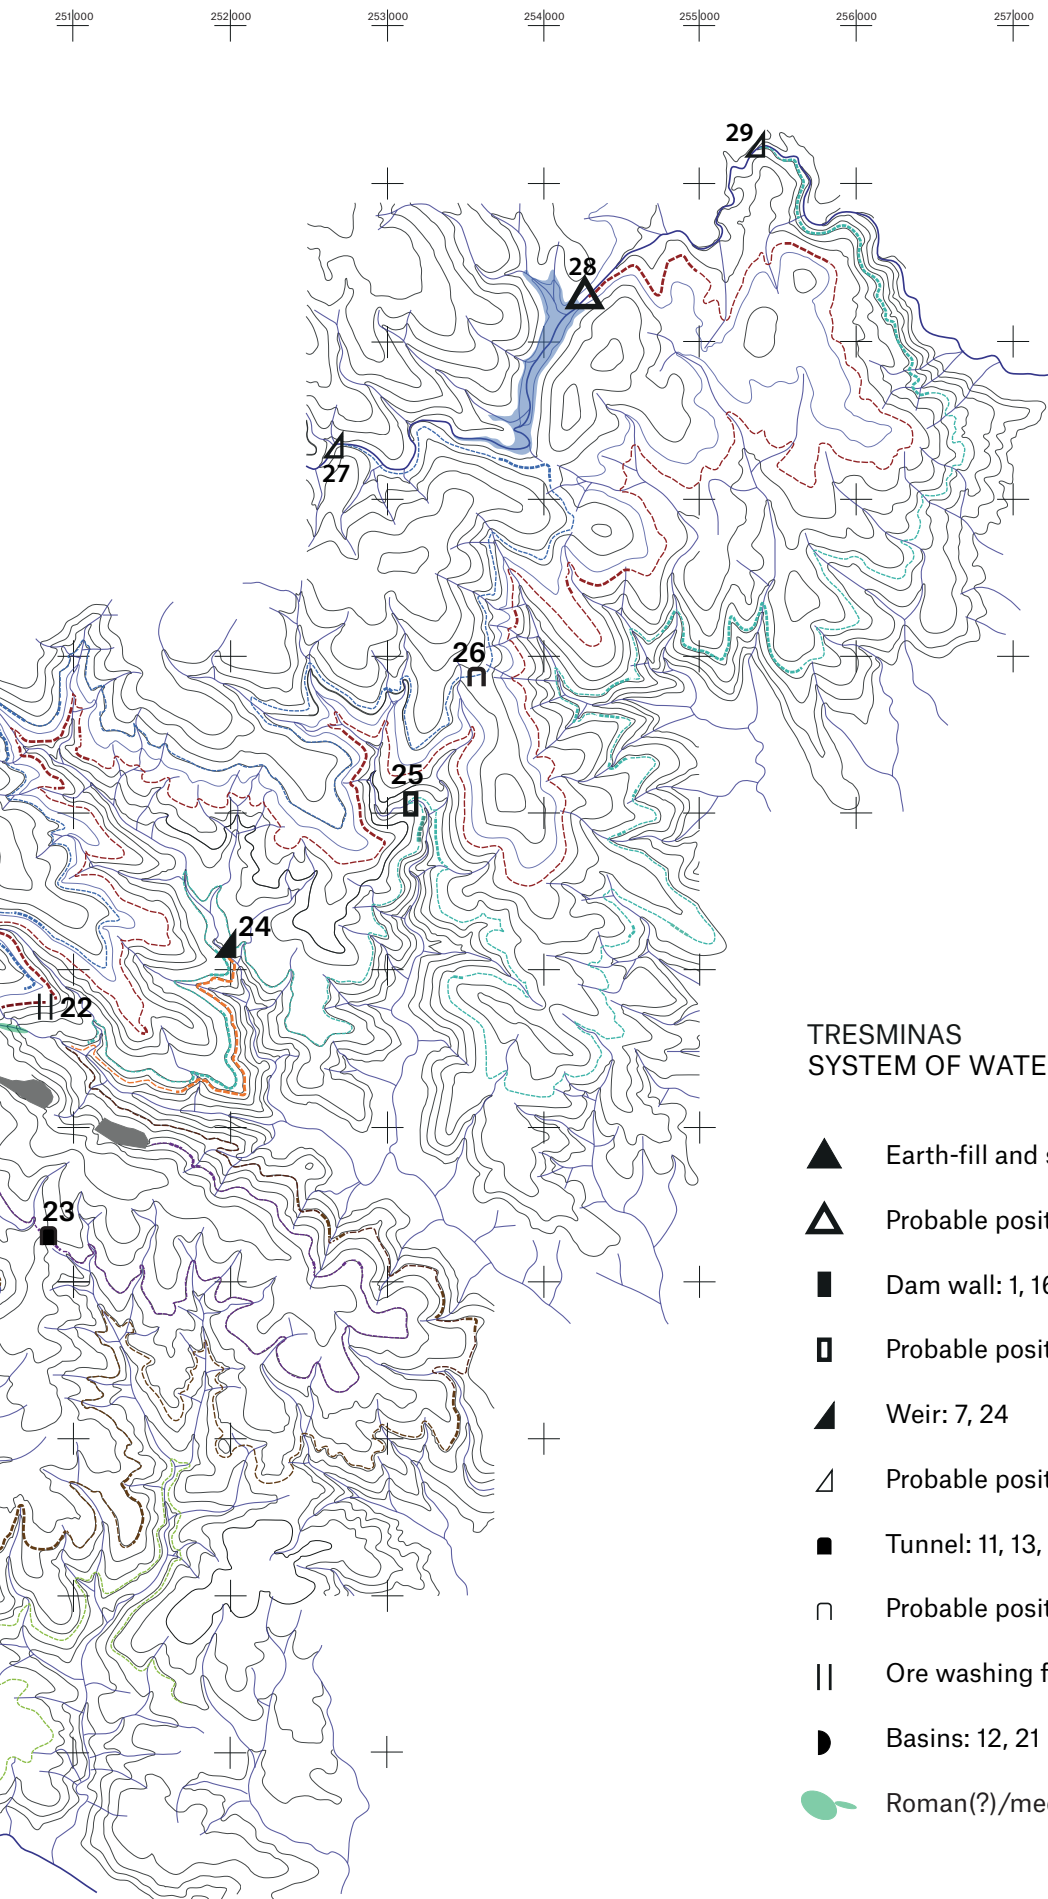 251000 252000 253000 254000 255000 256000 257000
29
28
27
26
25
24
22
23
TRESMINAS
SYSTEM OF WATE
Earth-fill and s
Probable posit
Dam wall: 1, 16
Probable posit
Weir: 7, 24
Probable posit
Tunnel: 11, 13,
Probable posit
Ore washing f
Basins: 12, 21
Roman(?)/me